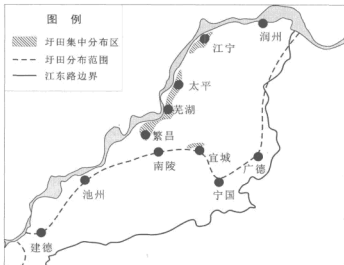 图 例
圩田集中分布区
圩田分布范围
江东路边界
润州
江宁
太平
芜湖
繁昌
南陵
宜城
广德
宁国
池州
建德